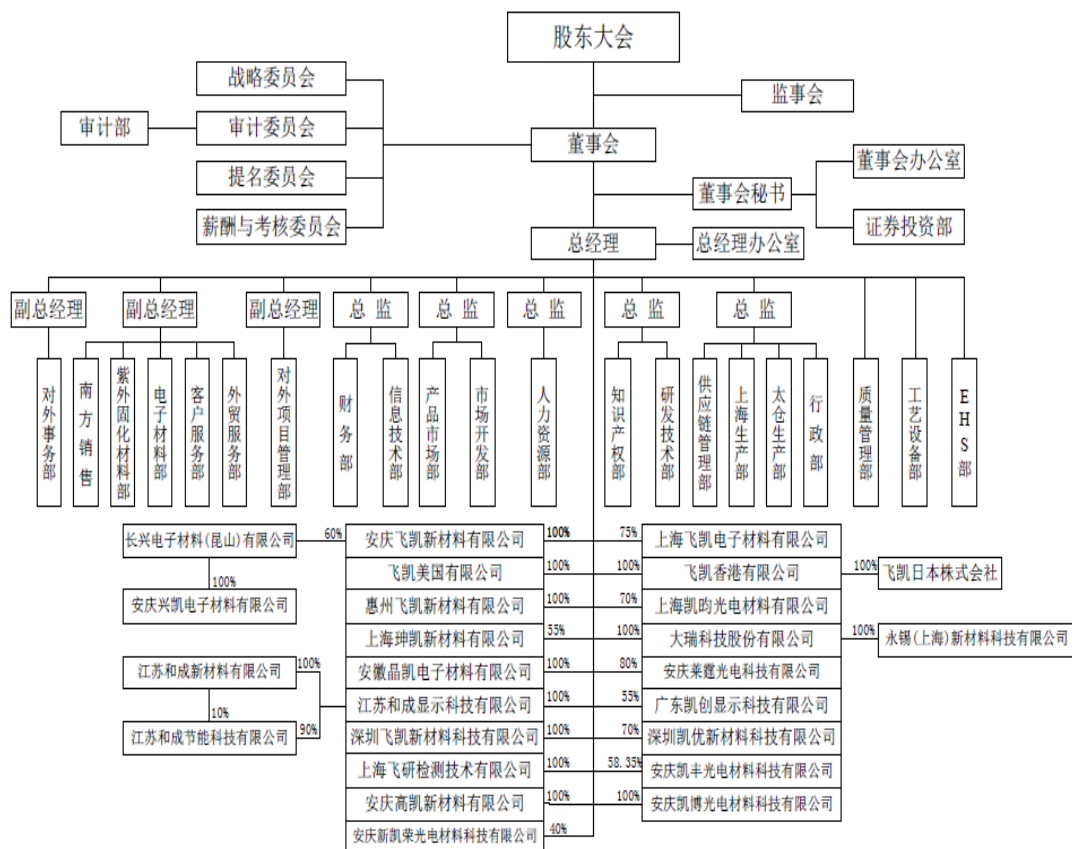 股东大会
战略委员会
监事会
审计部
审计委员会
董事会
提名委员会
董事会办公室
董事会秘书
薪酬与考核委员会
证券投资部
总经理
总经理办公室
副总经理
副总经理
副总经理
总 监
总 监
总 监
总 监
总 监
对外事务部
南方销售
紫外固化材料部
电子材料部
客户服务部
外贸服务部
对外项目管理部
财务部
信息技术部
产品市场部
市场开发部
人力资源部
知识产权部
研发技术部
供应链管理部
上海生产部
太仓生产部
行政部
质量管理部
工艺设备部
EHS部
长兴电子材料(昆山)有限公司
60%
安庆飞凯新材料有限公司
100%
75%
上海飞凯电子材料有限公司
100%
飞凯美国有限公司
100%
100%
飞凯香港有限公司
100%
飞凯日本株式会社
安庆兴凯电子材料有限公司
惠州飞凯新材料有限公司
100%
70%
上海凯昀光电材料有限公司
上海珅凯新材料有限公司
55%
100%
大瑞科技股份有限公司
100%
永锡(上海)新材料科技有限公司
江苏和成新材料有限公司
100%
安徽晶凯电子材料有限公司
100%
80%
安庆莱霆光电科技有限公司
10%
江苏和成显示科技有限公司
100%
55%
广东凯创显示科技有限公司
江苏和成节能科技有限公司
90%
深圳飞凯新材料科技有限公司
100%
70%
深圳凯优新材料科技有限公司
上海飞研检测技术有限公司
100%
58.35%
安庆凯丰光电材料科技有限公司
安庆高凯新材料有限公司
100%
100%
安庆凯博光电材料科技有限公司
安庆新凯荣光电材料科技有限公司
40%